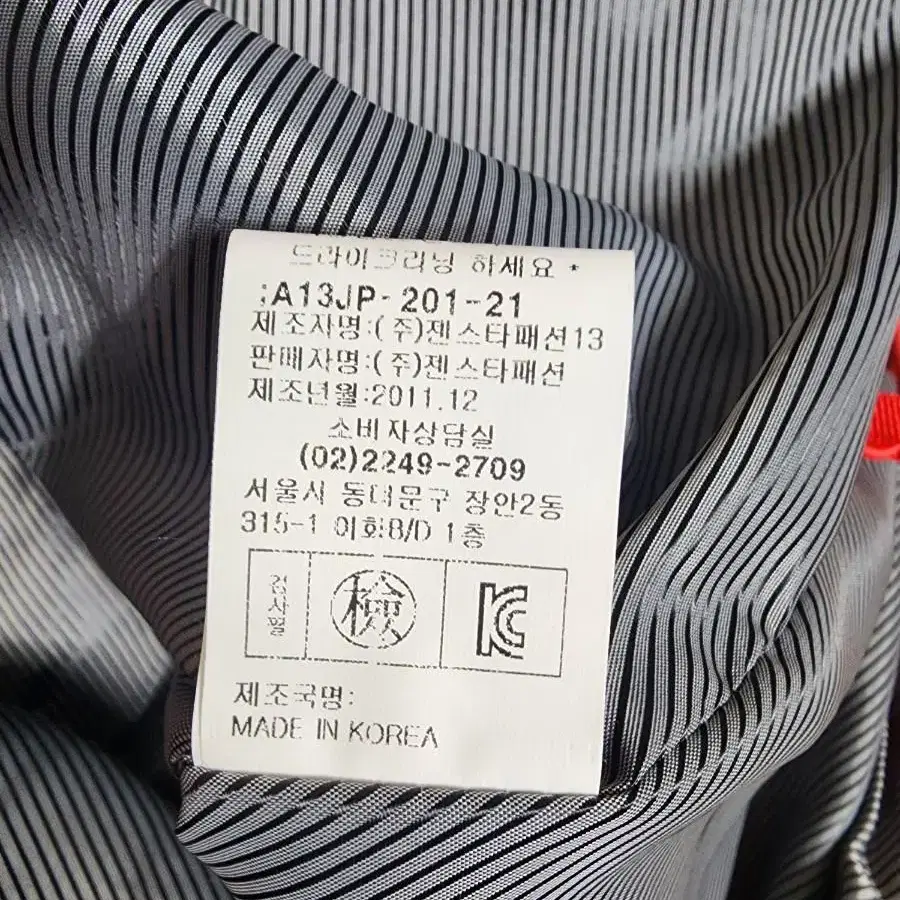 드라이크리닝 하세요 *
;A13JP-201-21
제조자명:(주)젠스타패션13
판매자명:(주)젠스타패션
제조년월:2011.12
소비자상담실
(02)2249-2709
서울시 동대문구 장안2동
315-1 이화B/D 1층
검사필
檢
KC
제조국명:
MADE IN KOREA